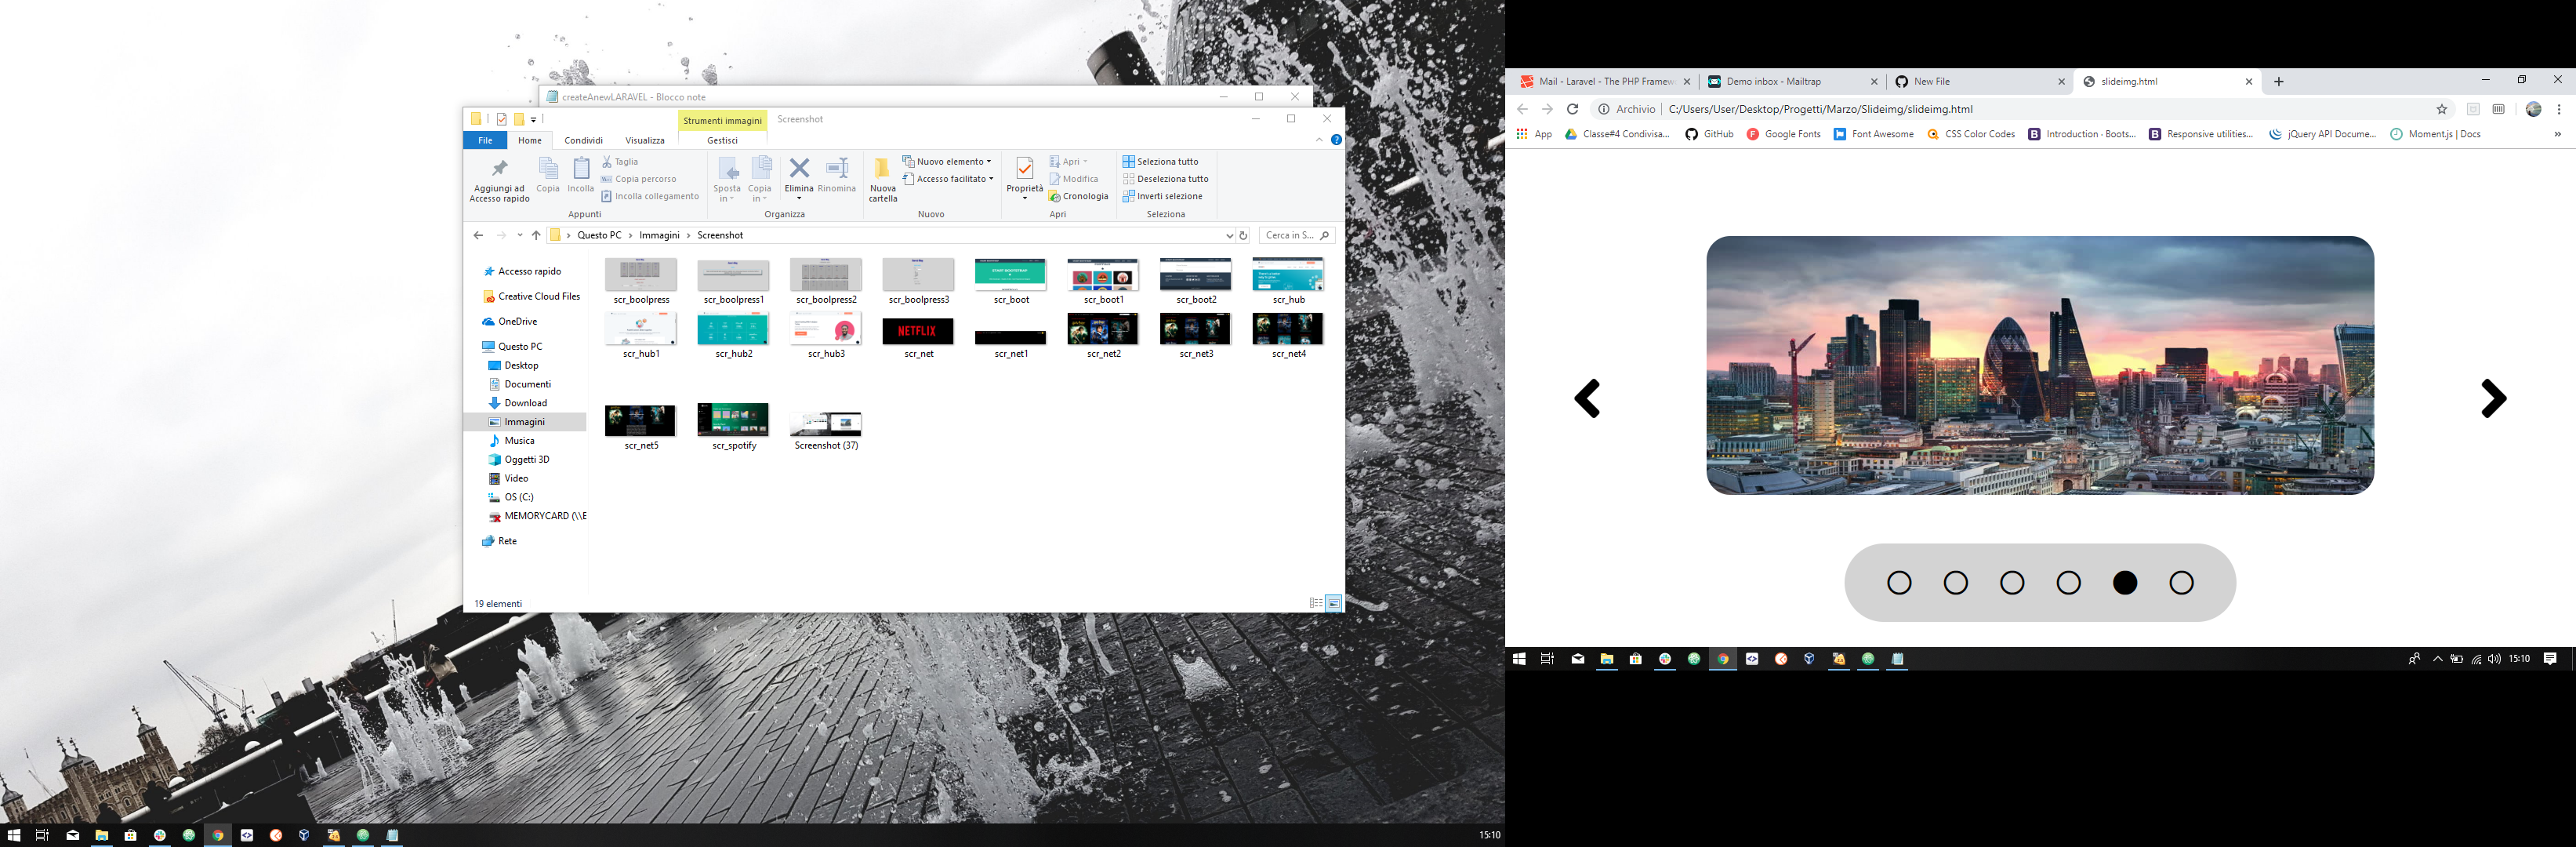 createAnewLARAVEL - Blocco note
Strumenti immagini
Screenshot
File
Home
Condividi
Visualizza
Gestisci
Aggiungi ad
Accesso rapido
Copia
Incolla
Taglia
Copia percorso
Incolla collegamento
Appunti
Sposta
in
Copia
in
Elimina
Rinomina
Organizza
Nuova
cartella
Nuovo elemento
Accesso facilitato
Nuovo
Proprietà
Apri
Modifica
Cronologia
Apri
Seleziona tutto
Deseleziona tutto
Inverti selezione
Seleziona
Questo PC
Immagini
Screenshot
Cerca in S...
Accesso rapido
Creative Cloud Files
OneDrive
Questo PC
Desktop
Documenti
Download
Immagini
Musica
Oggetti 3D
Video
OS (C:)
MEMORYCARD (\\E
Rete
scr_boolpress
scr_boolpress1
scr_boolpress2
scr_boolpress3
scr_boot
scr_boot1
scr_boot2
scr_hub
NETFLIX
scr_hub1
scr_hub2
scr_hub3
scr_net
scr_net1
scr_net2
scr_net3
scr_net4
scr_net5
scr_spotify
Screenshot (37)
19 elementi
15:10
Mail - Laravel - The PHP Framew
Demo inbox - Mailtrap
New File
slideimg.html
Archivio
C:/Users/User/Desktop/Progetti/Marzo/Slideimg/slideimg.html
App
Classe#4 Condivisa...
GitHub
Google Fonts
Font Awesome
CSS Color Codes
Introduction · Boots...
Responsive utilities...
jQuery API Docume...
Moment.js | Docs
15:10